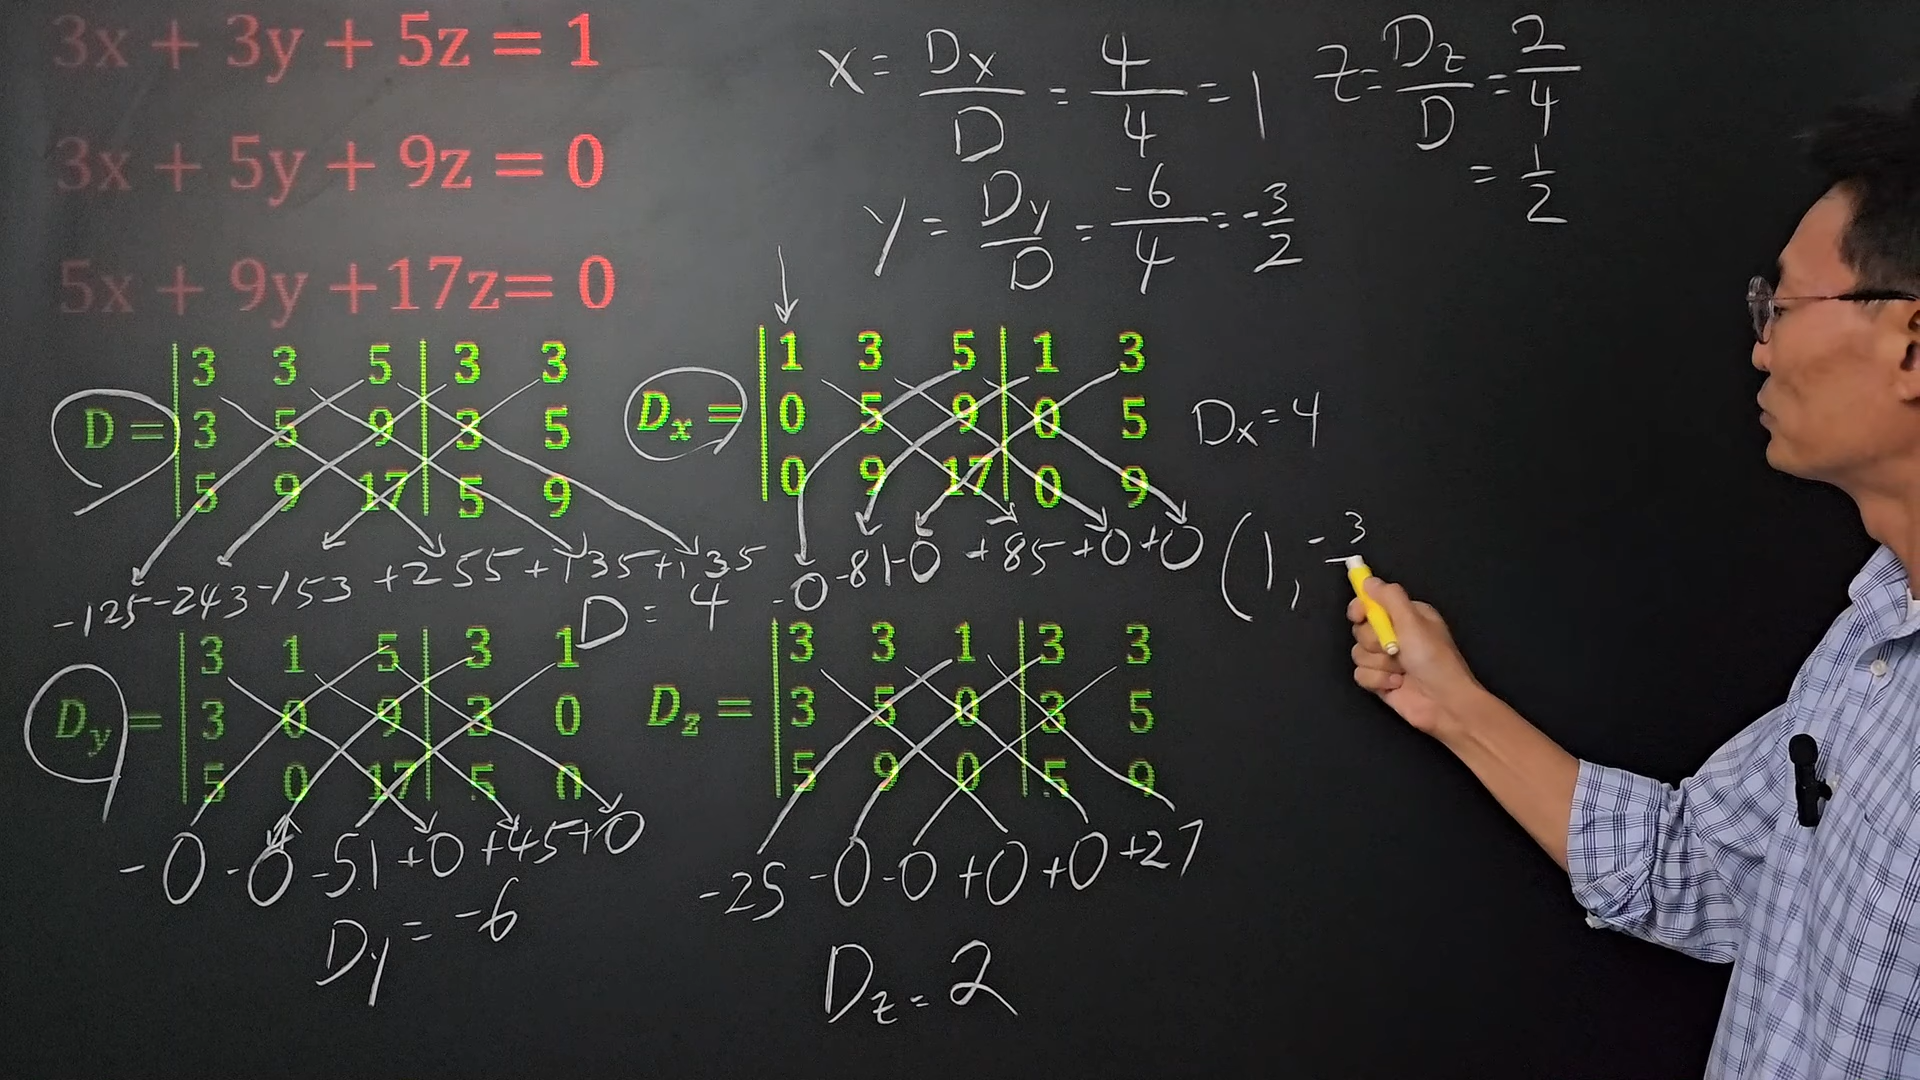 3x + 3y + 5z = 1
3x + 5y + 9z = 0
5x + 9y +17z= 0
x = Dx/D = 4/4 = 1
z = Dz/D = 2/4
= 1/2
y = Dy/D = -6/4 = -3/2
3 3 5 3 3
D = 3 5 9 3 5
5 9 17 5 9
-125 -243 -153 +255 +135 +135
D = 4
1 3 5 1 3
Dx = 0 5 9 0 5
0 9 17 0 9
-0 -81 -0 +85 +0 +0
Dx = 4
(1, -3
3 1 5 3 1
Dy = 3 0 9 3 0
5 0 17 5 0
-0 -0 -51 +0 +45 +0
Dy = -6
3 3 1 3 3
Dz = 3 5 0 3 5
5 9 0 5 9
-25 -0 -0 +0 +0 +27
Dz = 2